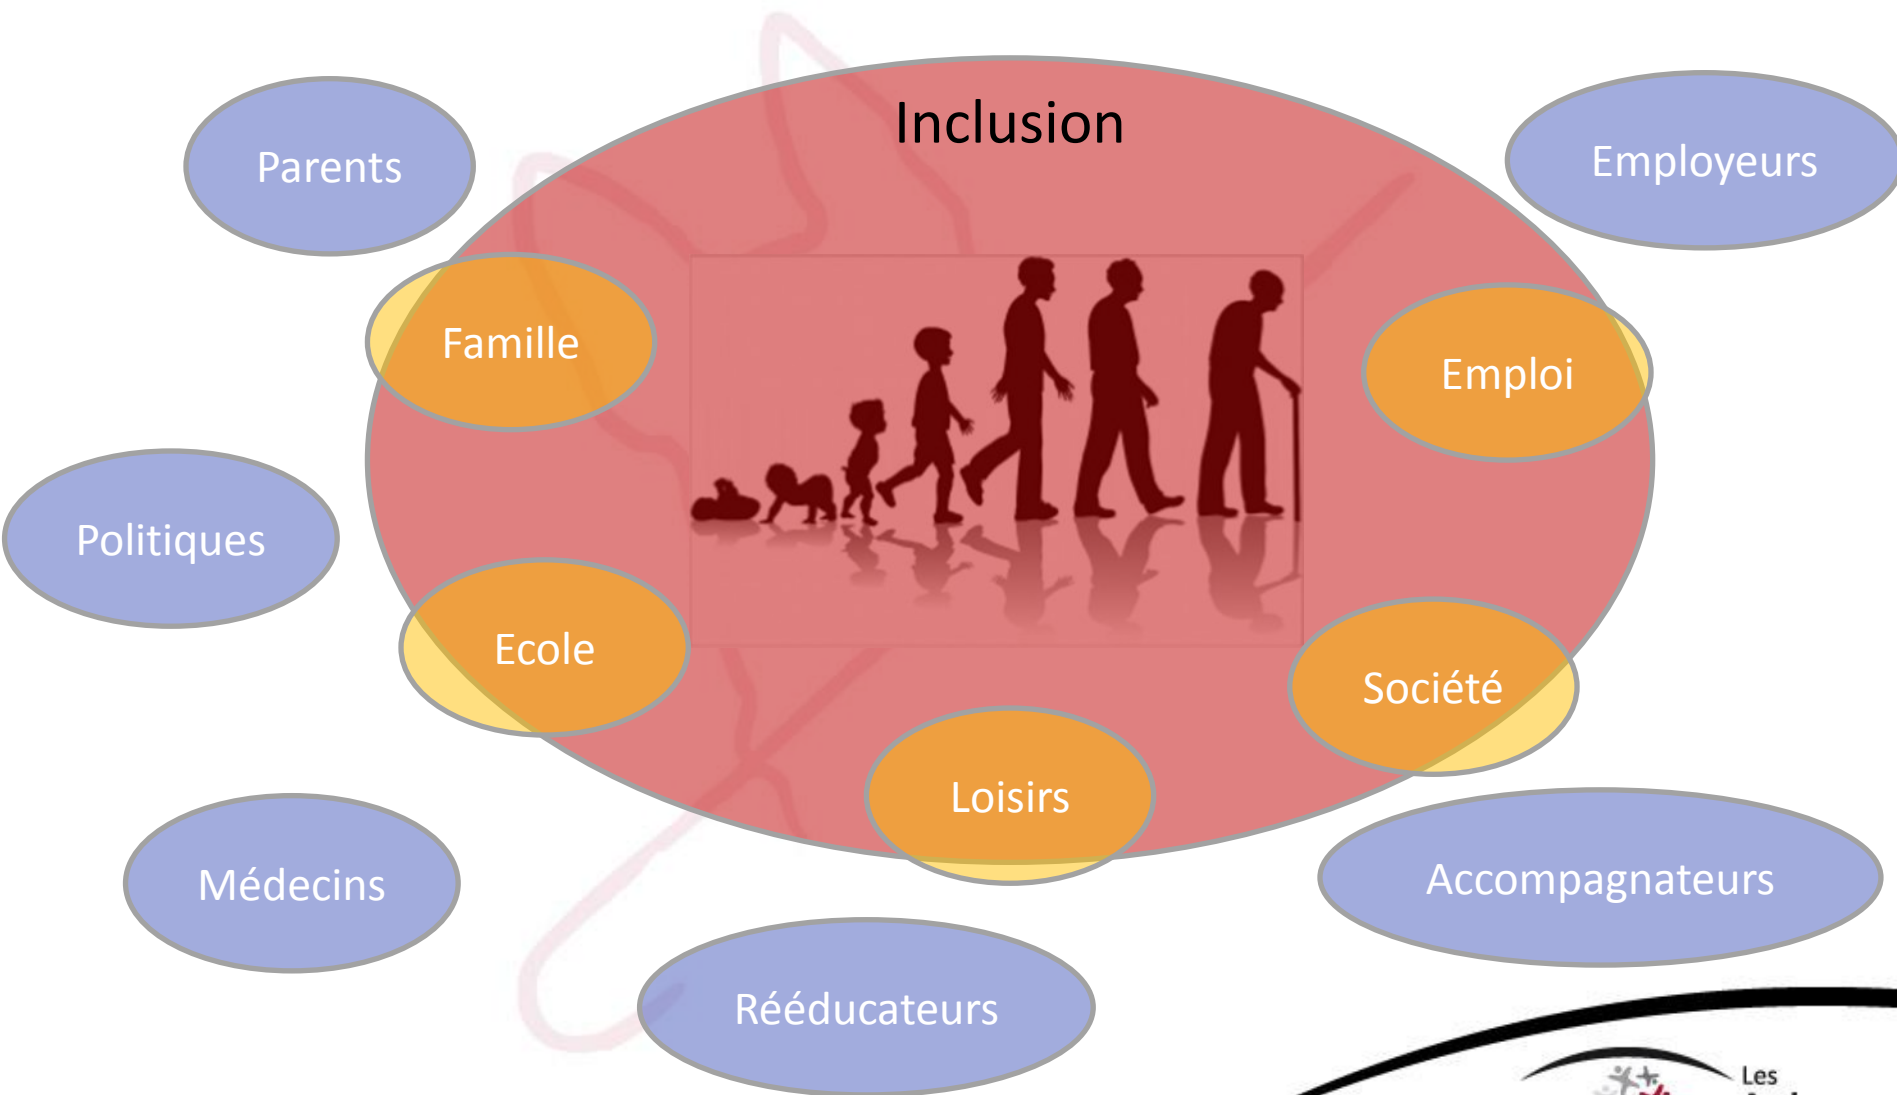 Inclusion
Parents
Employeurs
Famille
Emploi
Politiques
Ecole
Société
Loisirs
Médecins
Accompagnateurs
Rééducateurs
Les